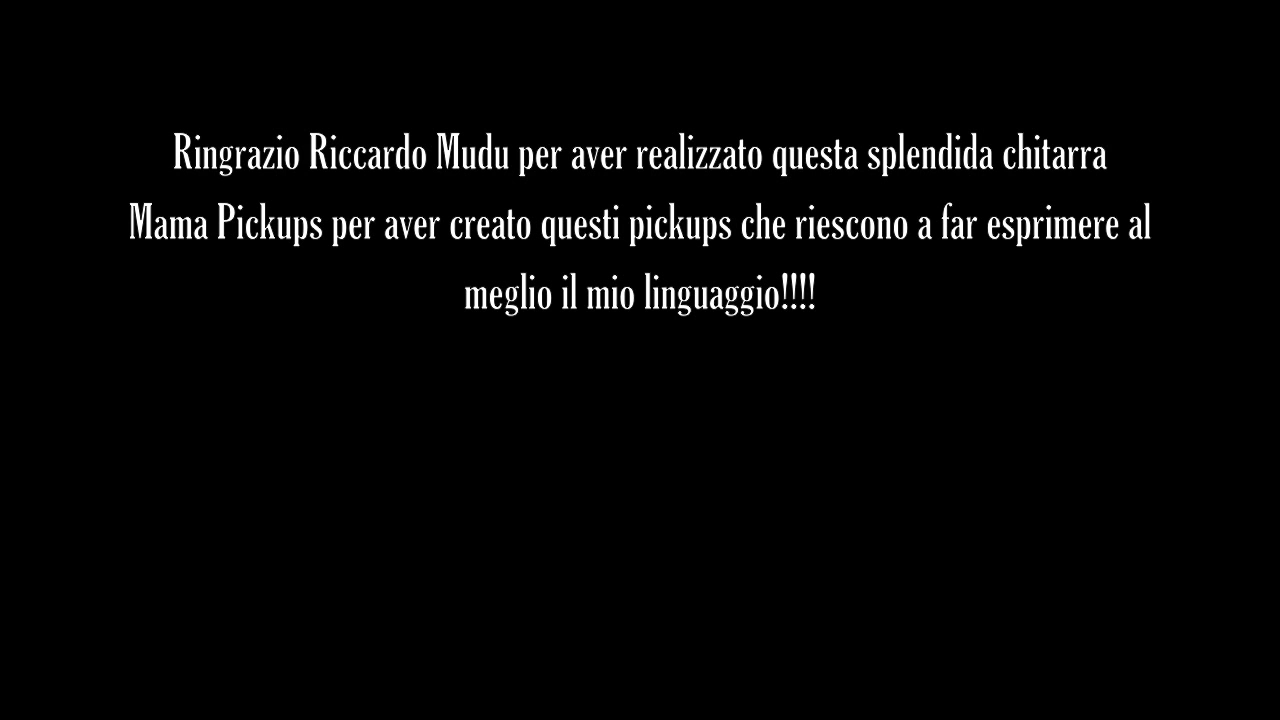 Ringrazio Riccardo Mudu per aver realizzato questa splendida chitarra
Mama Pickups per aver creato questi pickups che riescono a far esprimere al
meglio il mio linguaggio!!!!